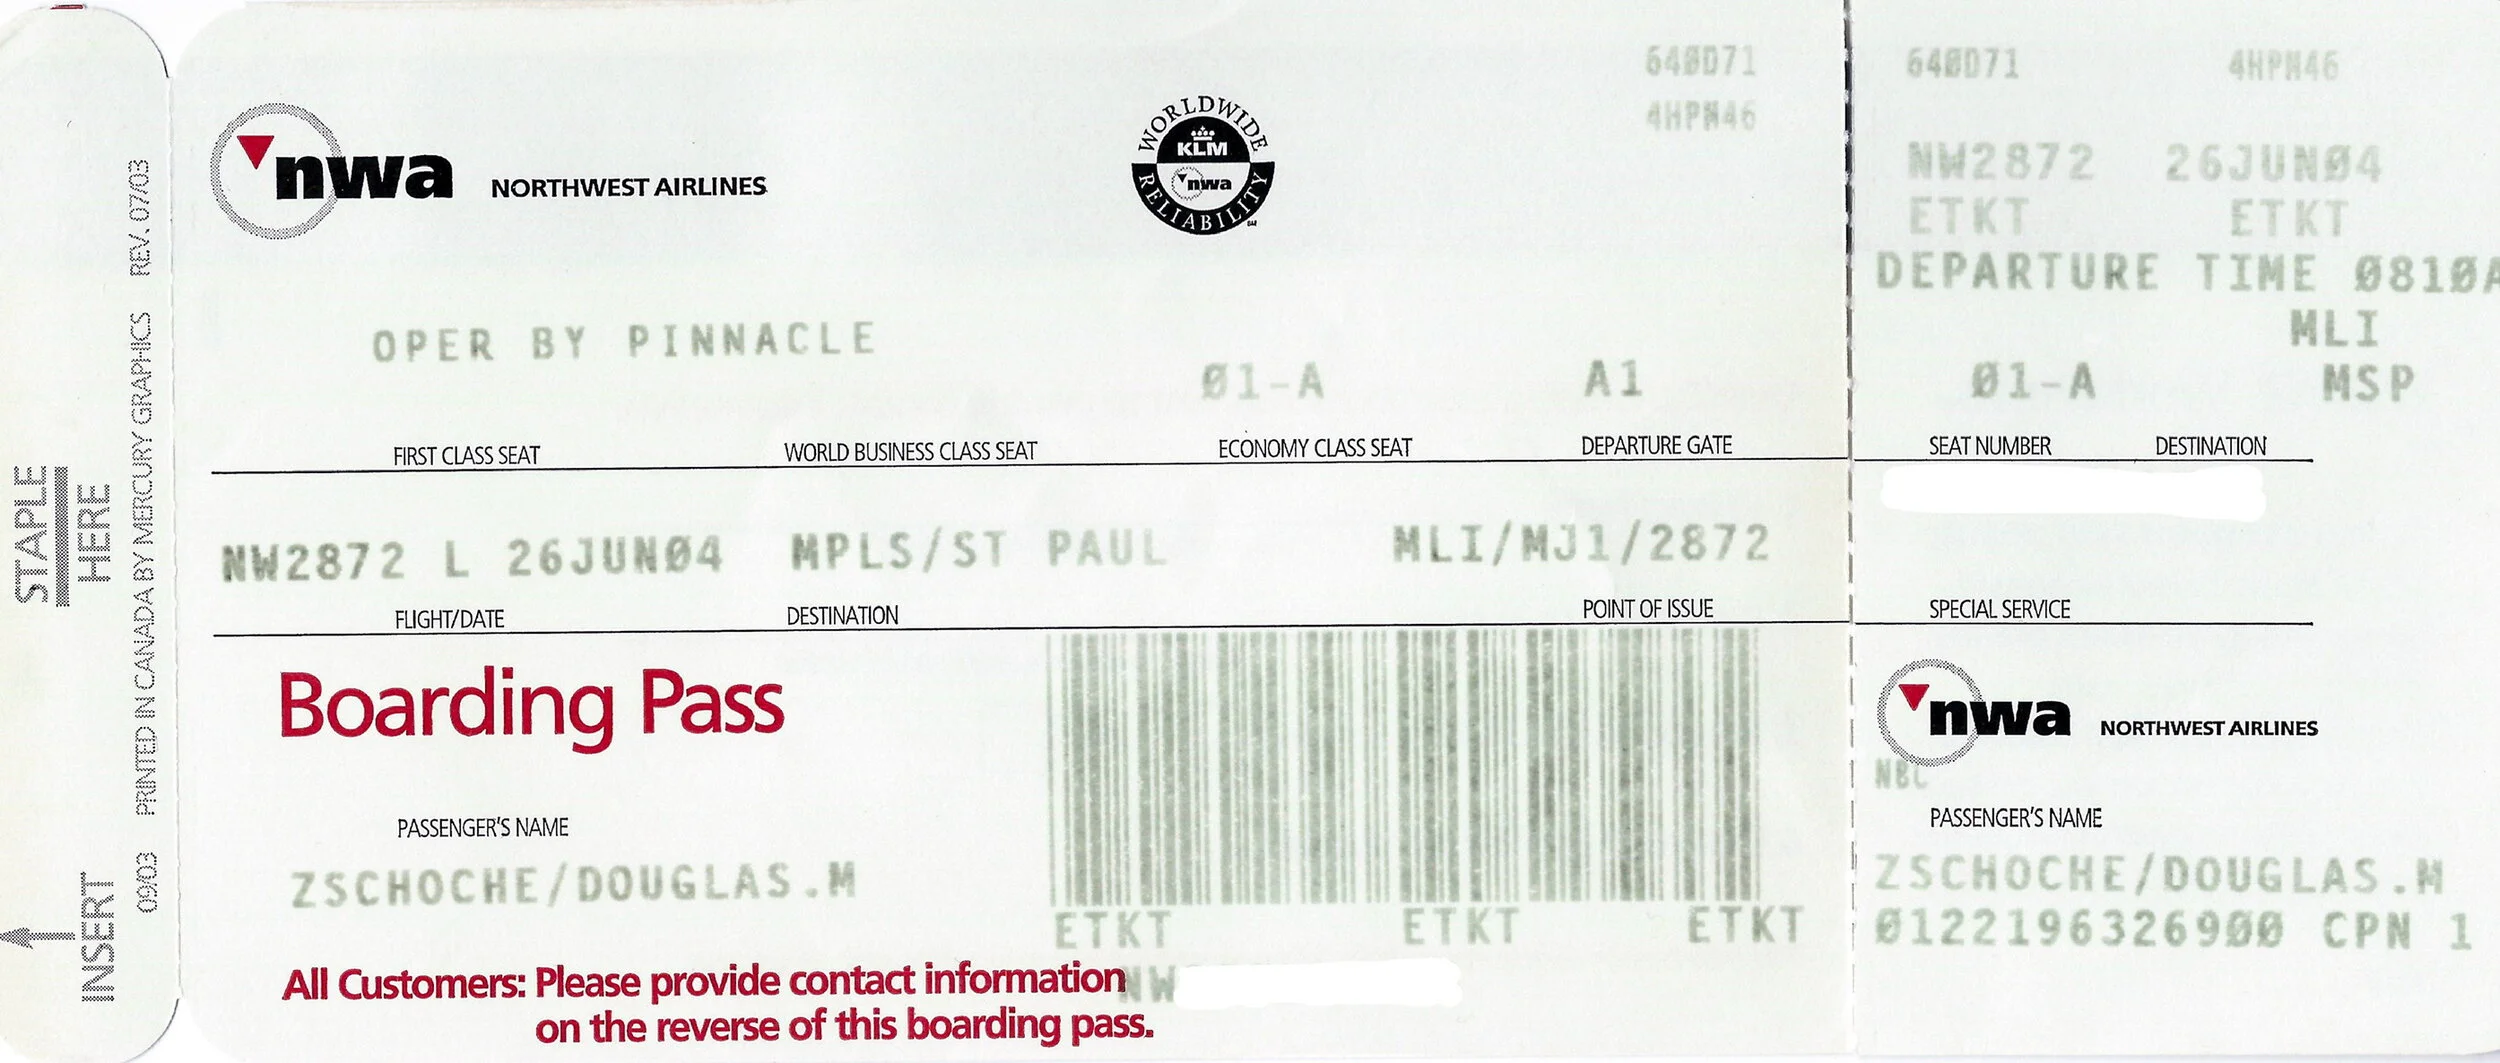 STAPLE
HERE
INSERT
09/03 PRINTED IN CANADA BY MERCURY GRAPHICS REV. 07/03
640D71
4HPN46
nwa NORTHWEST AIRLINES
WORLDWIDE
KLM
nwa
RELIABILITY
OPER BY PINNACLE
01-A A1
FIRST CLASS SEAT WORLD BUSINESS CLASS SEAT ECONOMY CLASS SEAT DEPARTURE GATE
NW2872 L 26JUN04 MPLS/ST PAUL MLI/MJ1/2872
FLIGHT/DATE DESTINATION POINT OF ISSUE
Boarding Pass
PASSENGER'S NAME
ZSCHOCHE/DOUGLAS.M
ETKT ETKT ETKT
All Customers: Please provide contact information
NW
on the reverse of this boarding pass.
640D71 4HPN46
NW2872 26JUN04
ETKT ETKT
DEPARTURE TIME 0810A
MLI
01-A MSP
SEAT NUMBER DESTINATION
SPECIAL SERVICE
nwa NORTHWEST AIRLINES
NBC
PASSENGER'S NAME
ZSCHOCHE/DOUGLAS.M
0122196326900 CPN 1